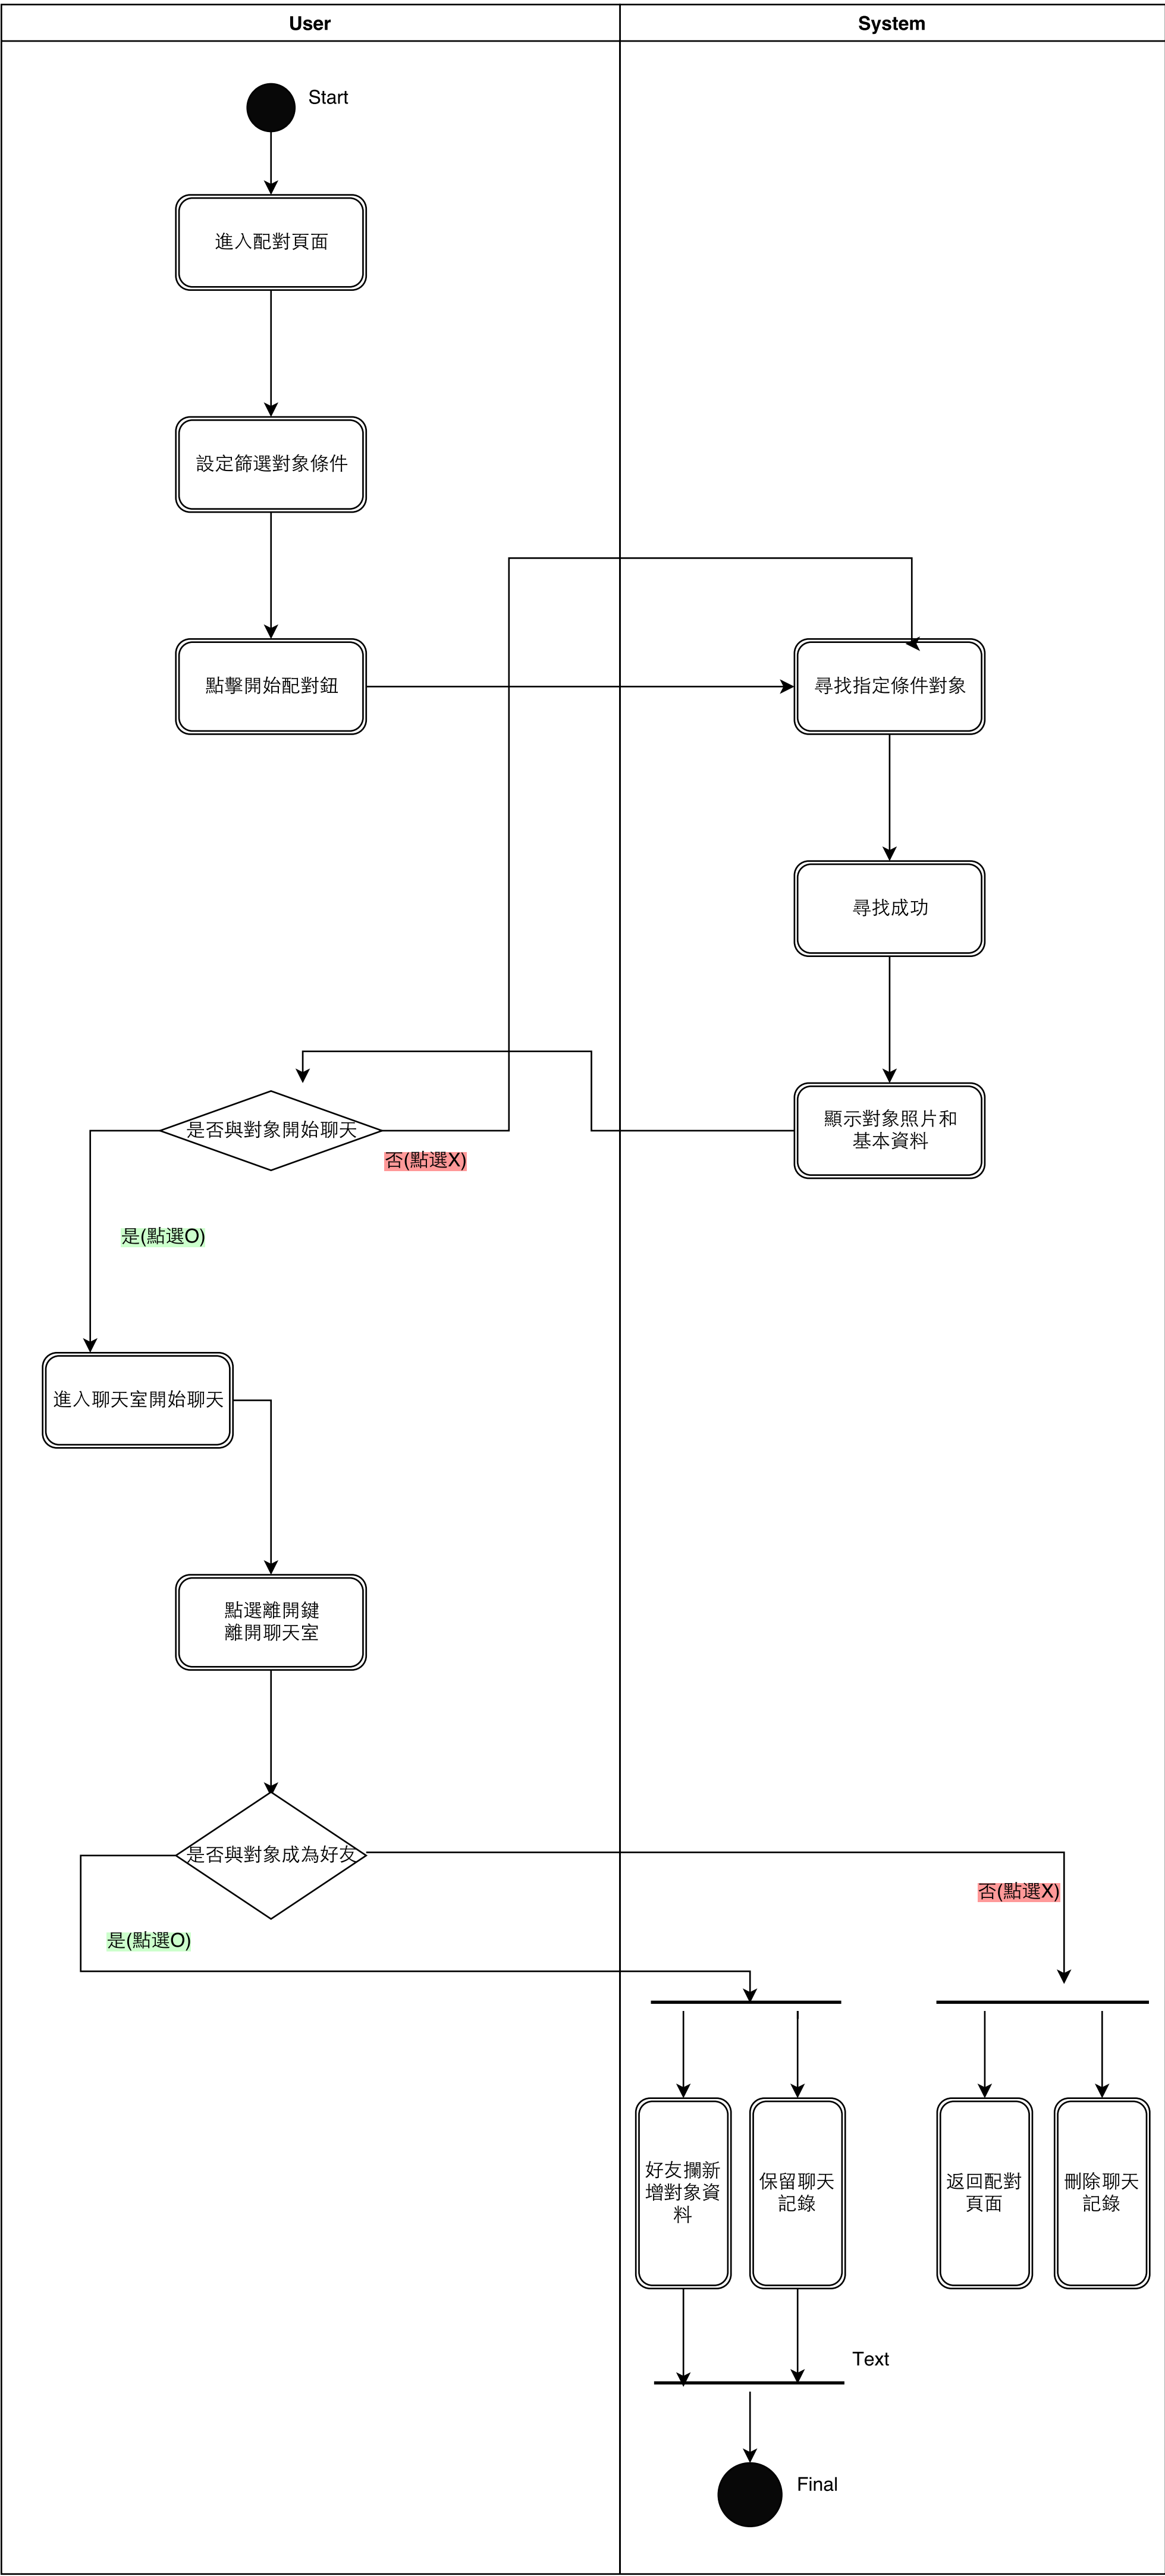 User
System
Start
進入配對頁面
設定篩選對象條件
點擊開始配對鈕
尋找指定條件對象
尋找成功
顯示對象照片和
基本資料
是否與對象開始聊天
否(點選X)
是(點選O)
進入聊天室開始聊天
點選離開鍵
離開聊天室
是否與對象成為好友
否(點選X)
是(點選O)
好友攔新
增對象資
料
保留聊天
記錄
返回配對
頁面
刪除聊天
記錄
Text
Final